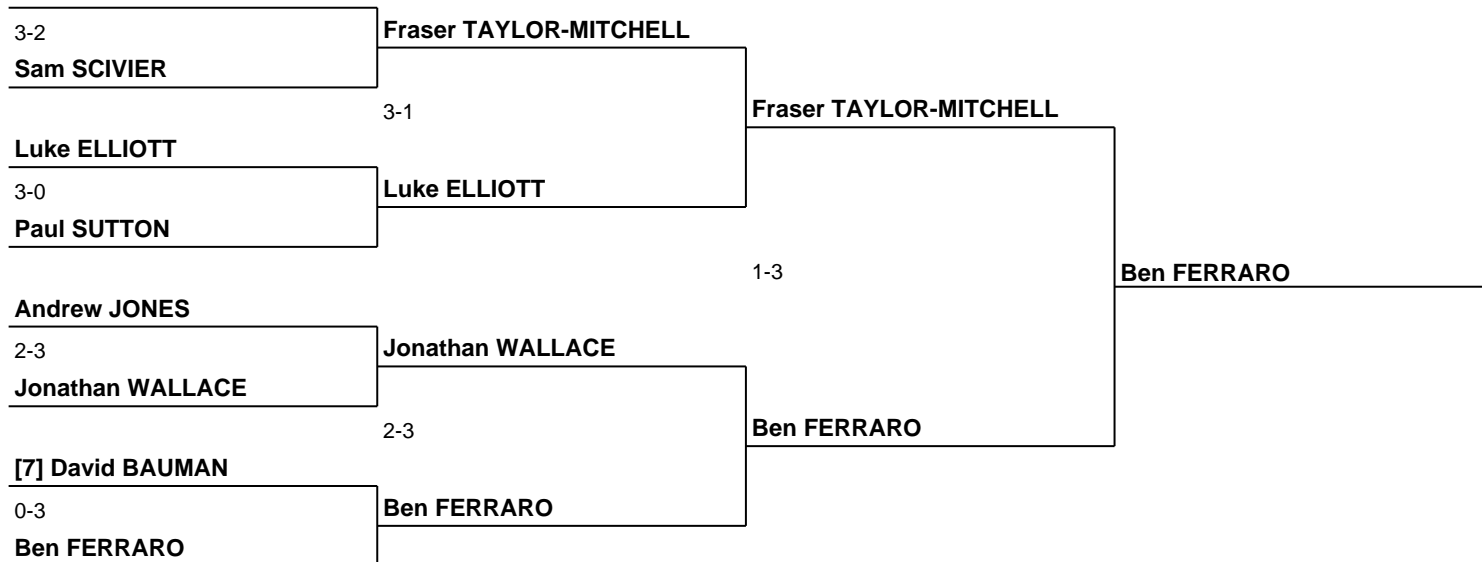 3-2
Sam SCIVIER
Fraser TAYLOR-MITCHELL
3-1
Luke ELLIOTT
3-0
Paul SUTTON
Luke ELLIOTT
Fraser TAYLOR-MITCHELL
1-3
Andrew JONES
2-3
Jonathan WALLACE
Jonathan WALLACE
2-3
[7] David BAUMAN
0-3
Ben FERRARO
Ben FERRARO
Ben FERRARO
Ben FERRARO